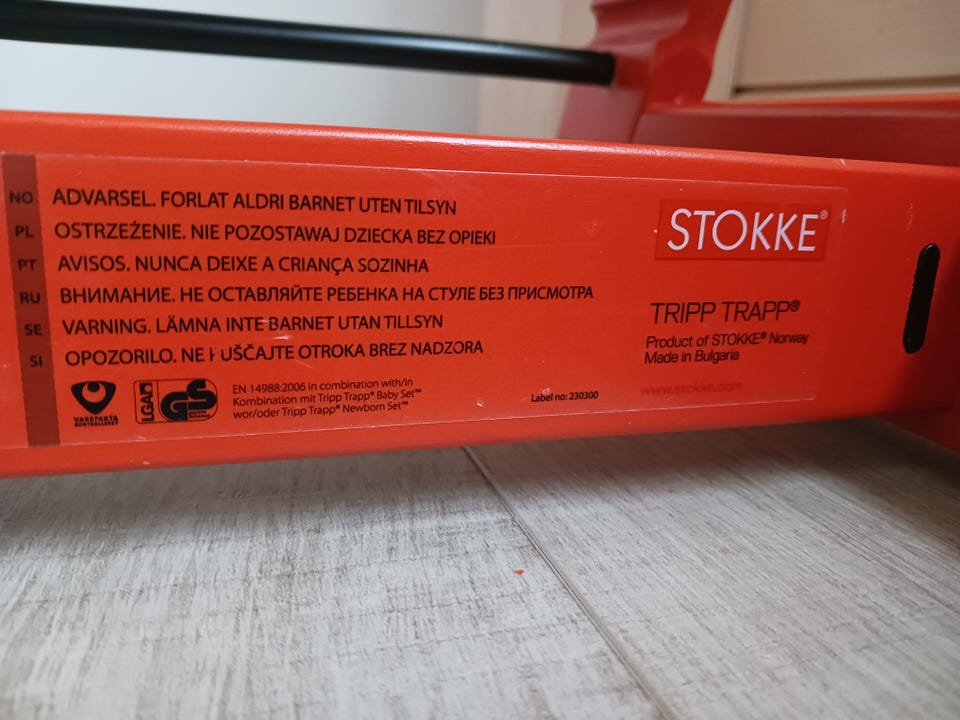 NO ADVARSEL. FORLAT ALDRI BARNET UTEN TILSYN
PL OSTRZEŻENIE. NIE POZOSTAWAJ DZIECKA BEZ OPIEKI
PT AVISOS. NUNCA DEIXE A CRIANÇA SOZINHA
RU ВНИМАНИЕ. НЕ ОСТАВЛЯЙТЕ РЕБЕНКА НА СТУЛЕ БЕЗ ПРИСМОТРА
SE VARNING. LÄMNA INTE BARNET UTAN TILLSYN
SI OPOZORILO. NE OTROKA BREZ NADZORA
VAREFAKTA
KONTROLLERET
LGAD
GS
EN 14988:2006 in combination with/in
Kombination mit Tripp Trapp® Baby Set™
wor/oder Tripp Trapp® Newborn Set™
Label no: 230300
STOKKE®
TRIPP TRAPP®
Product of STOKKE® Norway
Made in Bulgaria
www.stokke.com